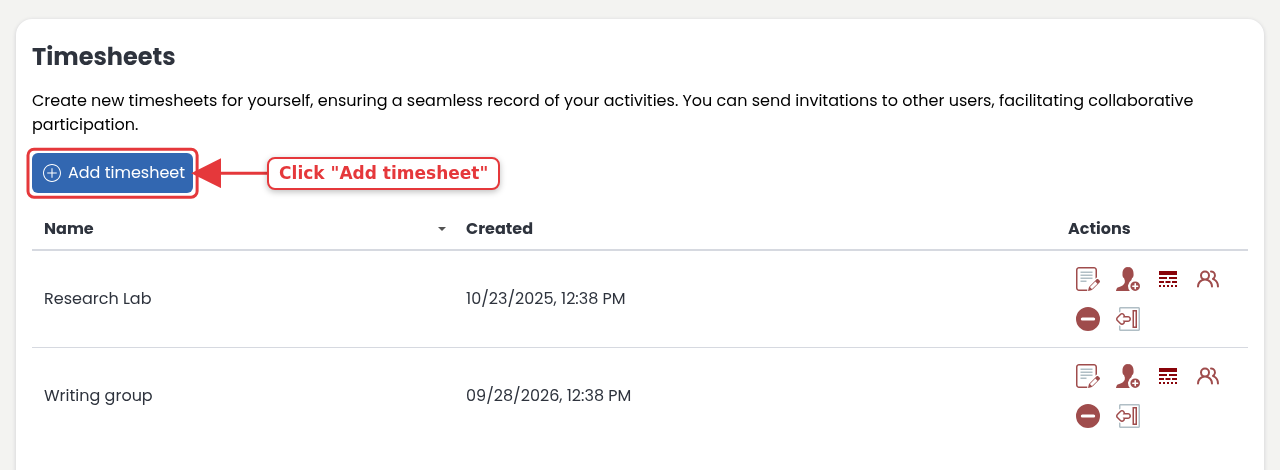 Timesheets
Create new timesheets for yourself, ensuring a seamless record of your activities. You can send invitations to other users, facilitating collaborative
participation.
Add timesheet
Click "Add timesheet"
Name Created Actions
Research Lab 10/23/2025, 12:38 PM
Writing group 09/28/2026, 12:38 PM